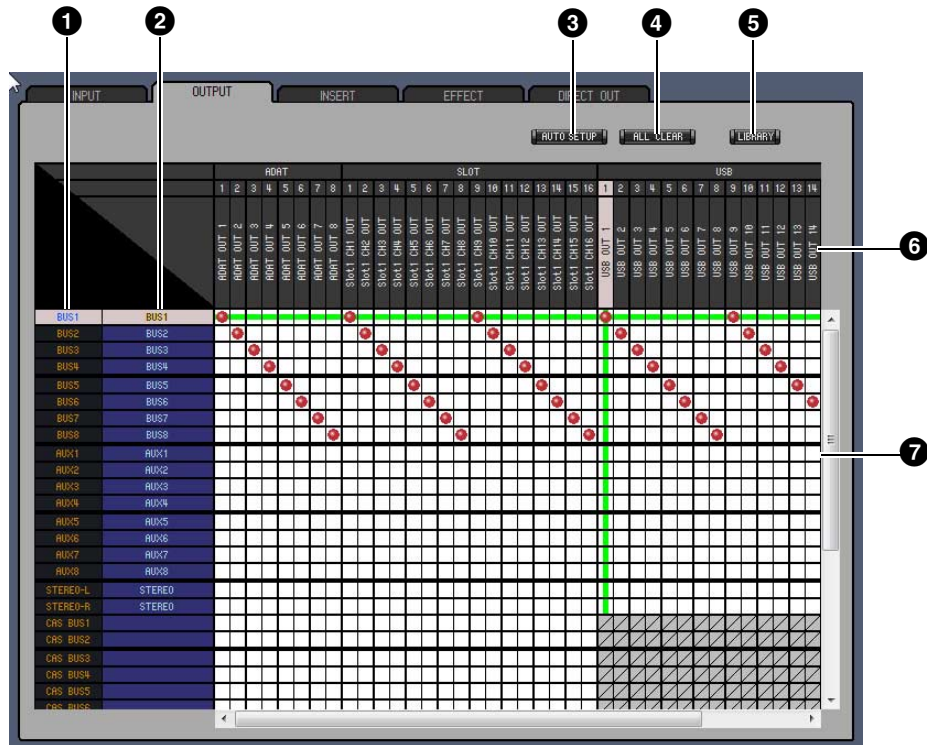 1 2 3 4 5
INPUT OUTPUT INSERT EFFECT DIRECT OUT
AUTO SETUP ALL CLEAR LIBRARY
ADAT SLOT USB
1 2 3 4 5 6 7 8 1 2 3 4 5 6 7 8 9 10 11 12 13 14 15 16 1 2 3 4 5 6 7 8 9 10 11 12 13 14
ADAT OUT 1
ADAT OUT 2
ADAT OUT 3
ADAT OUT 4
ADAT OUT 5
ADAT OUT 6
ADAT OUT 7
ADAT OUT 8
Slot1 CH1 OUT
Slot1 CH2 OUT
Slot1 CH3 OUT
Slot1 CH4 OUT
Slot1 CH5 OUT
Slot1 CH6 OUT
Slot1 CH7 OUT
Slot1 CH8 OUT
Slot1 CH9 OUT
Slot1 CH10 OUT
Slot1 CH11 OUT
Slot1 CH12 OUT
Slot1 CH13 OUT
Slot1 CH14 OUT
Slot1 CH15 OUT
Slot1 CH16 OUT
USB OUT 1
USB OUT 2
USB OUT 3
USB OUT 4
USB OUT 5
USB OUT 6
USB OUT 7
USB OUT 8
USB OUT 9
USB OUT 10
USB OUT 11
USB OUT 12
USB OUT 13
USB OUT 14
6
BUS1 BUS1
BUS2 BUS2
BUS3 BUS3
BUS4 BUS4
BUS5 BUS5
BUS6 BUS6
BUS7 BUS7
BUS8 BUS8
AUX1 AUX1
7
AUX2 AUX2
AUX3 AUX3
AUX4 AUX4
AUX5 AUX5
AUX6 AUX6
AUX7 AUX7
AUX8 AUX8
STEREO-L STEREO
STEREO-R STEREO
CAS BUS1
CAS BUS2
CAS BUS3
CAS BUS4
CAS BUS5
CAS BUS6